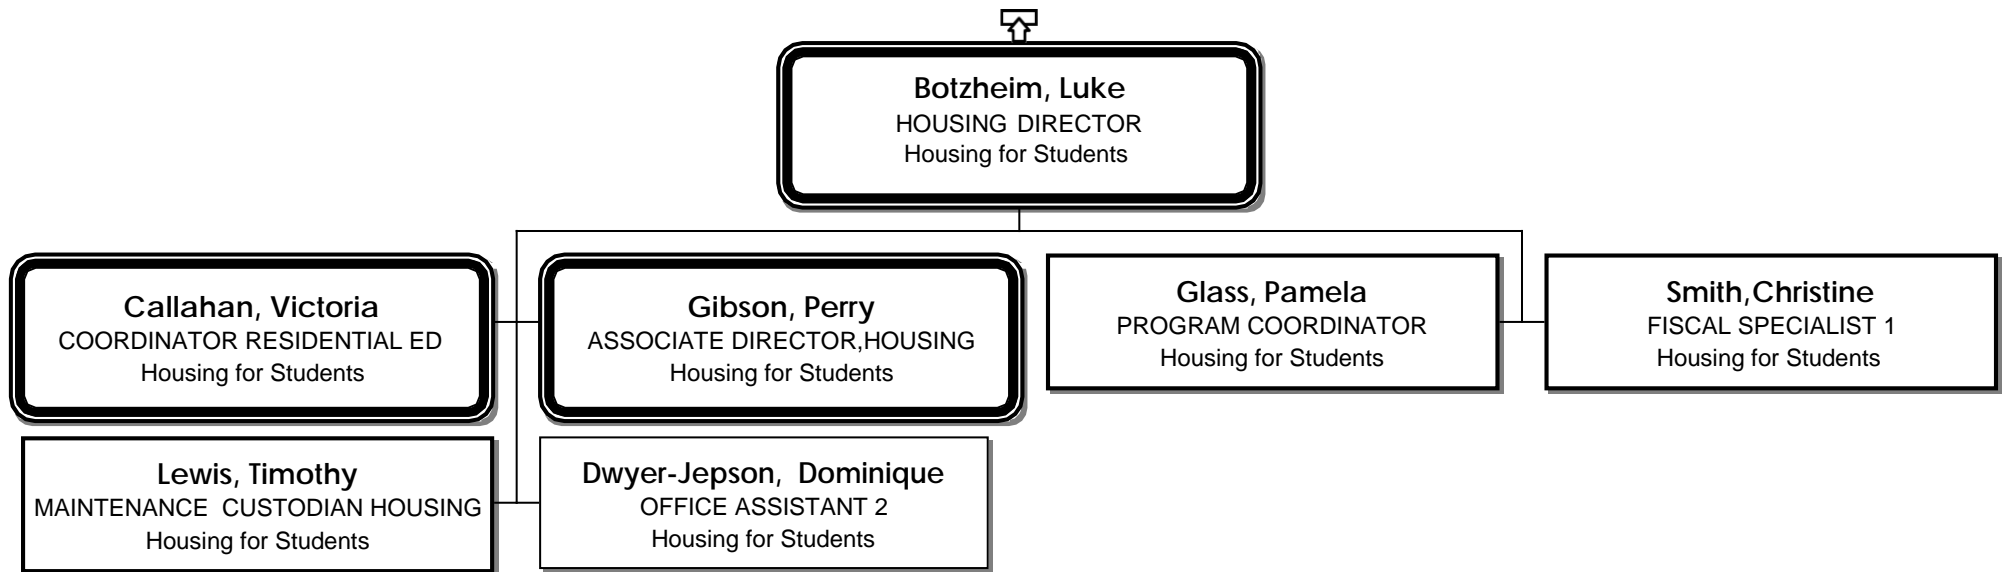 Botzheim, Luke
HOUSING DIRECTOR
Housing for Students
Callahan, Victoria
COORDINATOR RESIDENTIAL ED
Housing for Students
Gibson, Perry
ASSOCIATE DIRECTOR,HOUSING
Housing for Students
Glass, Pamela
PROGRAM COORDINATOR
Housing for Students
Smith,Christine
FISCAL SPECIALIST 1
Housing for Students
Lewis, Timothy
MAINTENANCE CUSTODIAN HOUSING
Housing for Students
Dwyer-Jepson, Dominique
OFFICE ASSISTANT 2
Housing for Students